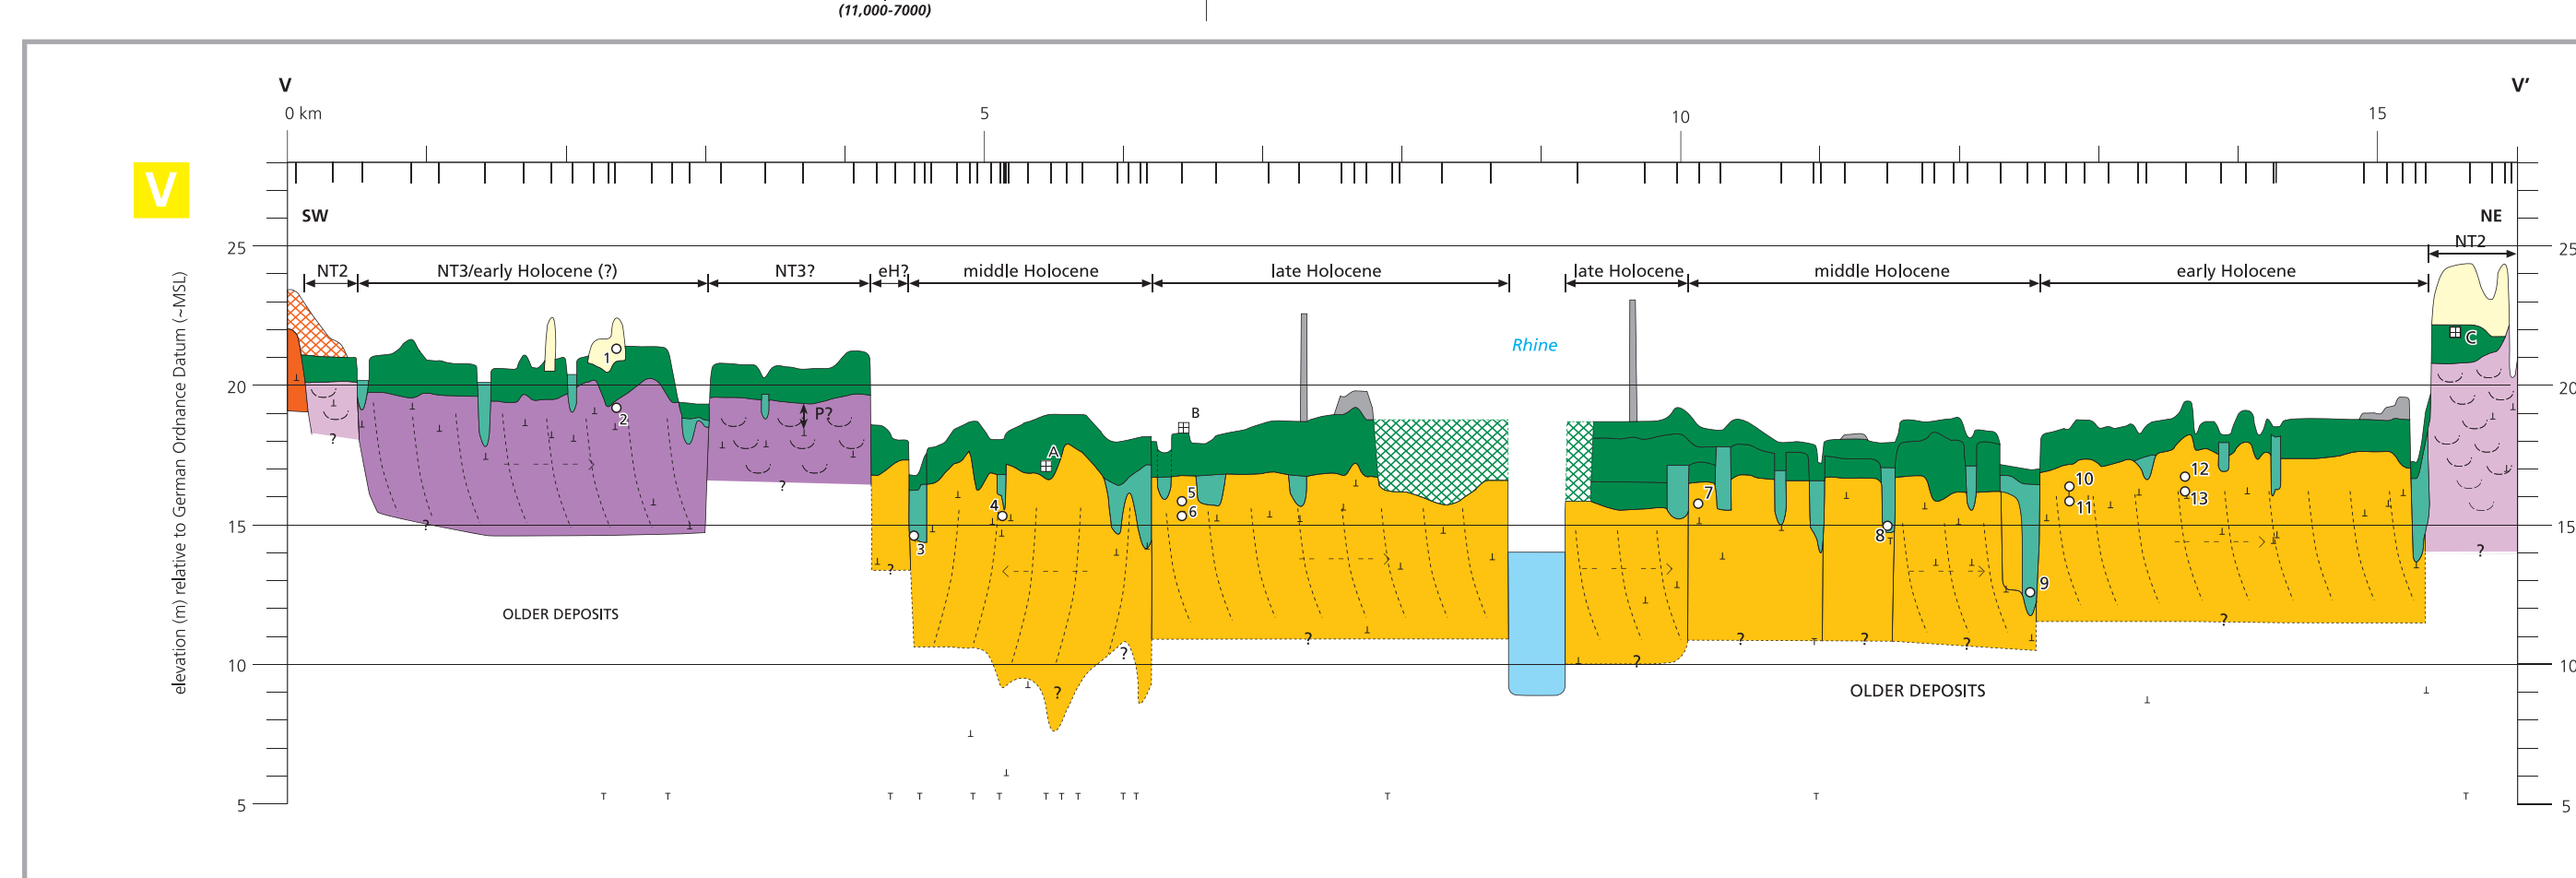 (11,000-7000)
V
V’
0 km
5
10
15
V
SW
NE
25
25
NT2
NT3/early Holocene (?)
NT3?
eH?
middle Holocene
late Holocene
late Holocene
middle Holocene
early Holocene
NT2
Rhine
1
C
20
20
2
P?
B
A
?
?
10
12
4
5
7
11
13
6
15
?
15
8
3
?
?
9
OLDER DEPOSITS
?
?
?
?
?
?
?
10
10
?
OLDER DEPOSITS
5
5
elevation (m) relative to German Ordnance Datum (~MSL)